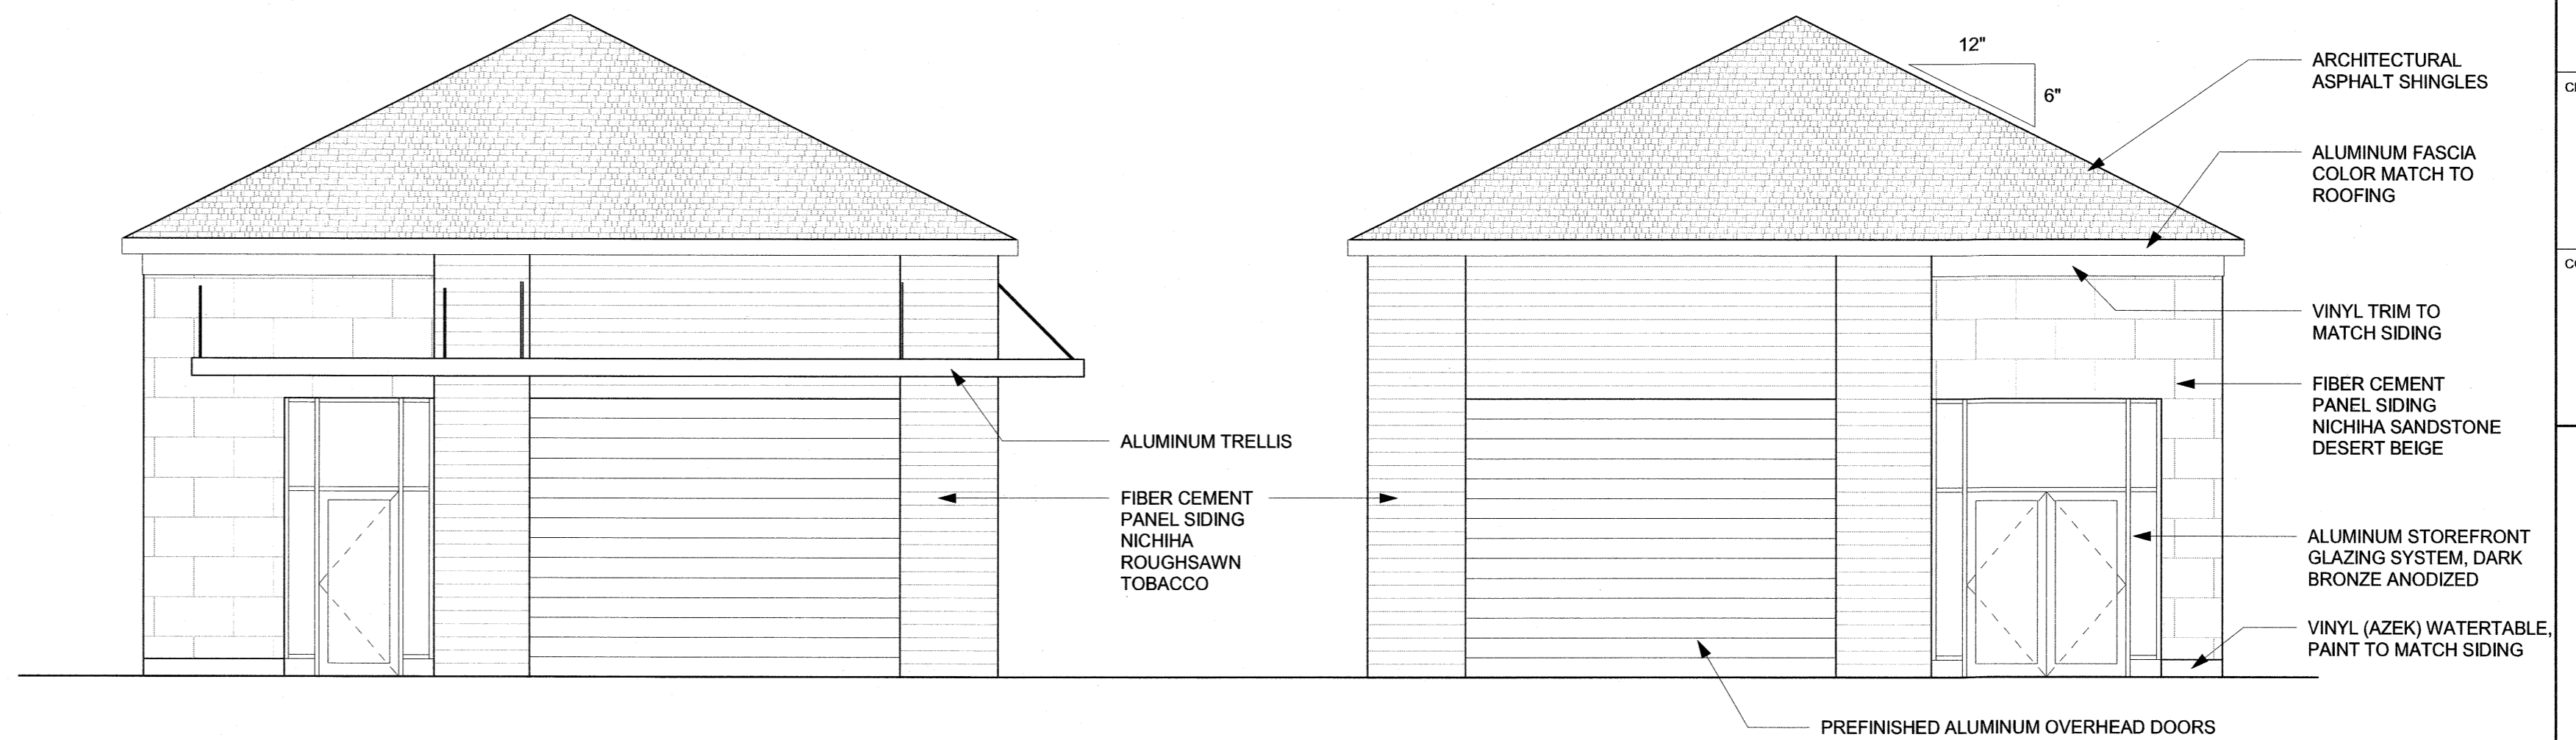 12"
6"
ARCHITECTURAL
ASPHALT SHINGLES
ALUMINUM FASCIA
COLOR MATCH TO
ROOFING
VINYL TRIM TO
MATCH SIDING
FIBER CEMENT
PANEL SIDING
NICHIHA SANDSTONE
DESERT BEIGE
ALUMINUM STOREFRONT
GLAZING SYSTEM, DARK
BRONZE ANODIZED
VINYL (AZEK) WATERTABLE,
PAINT TO MATCH SIDING
ALUMINUM TRELLIS
FIBER CEMENT
PANEL SIDING
NICHIHA
ROUGHSAWN
TOBACCO
PREFINISHED ALUMINUM OVERHEAD DOORS